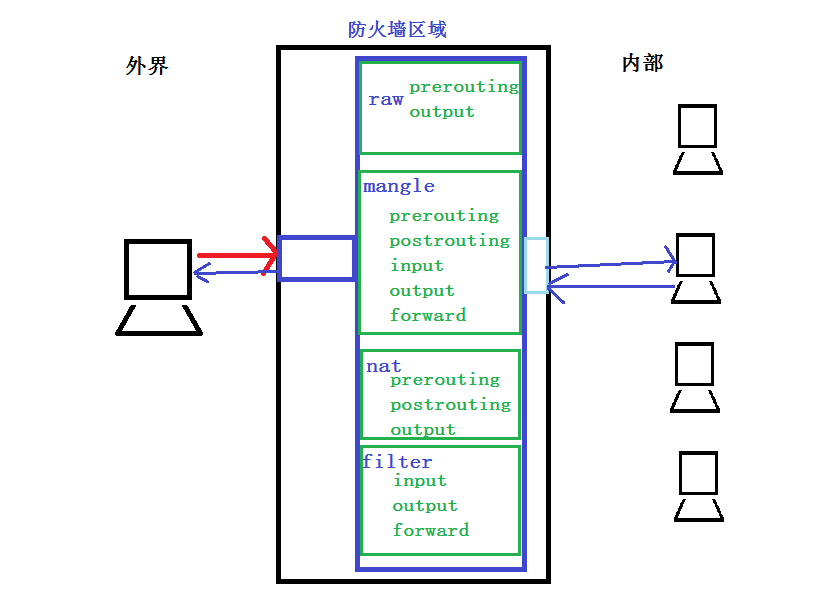 防火墙区域
外界
内部
raw
prerouting
output
mangle
prerouting
postrouting
input
output
forward
nat
prerouting
postrouting
output
filter
input
output
forward